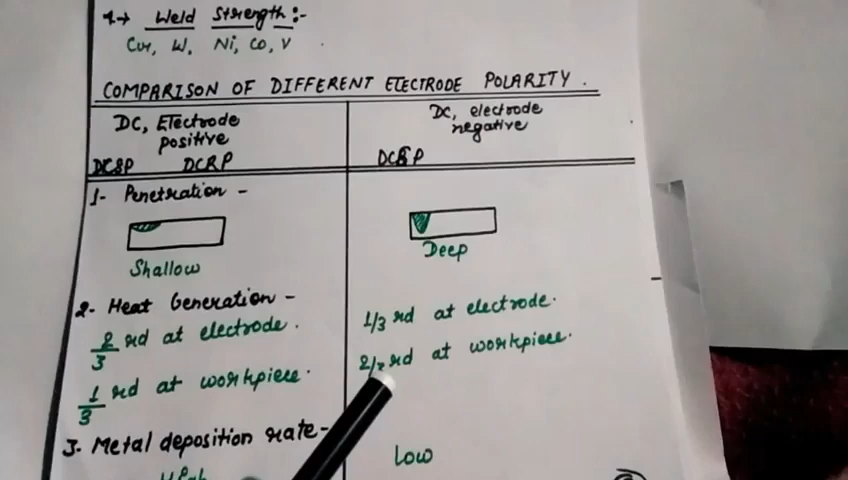 1→ Weld Strength :-
Cur, W, Ni, Co, V
COMPARISON OF DIFFERENT ELECTRODE POLARITY.
DC, Electrode positive
DC, electrode negative
DCSP DCRP
DCSP
1- Penetration -
Shallow
Deep
2- Heat Generation -
2/3 rd at electrode.
1/3 rd at electrode.
1/3 rd at workpiece.
2/3 rd at workpiece.
3- Metal deposition rate-
Low